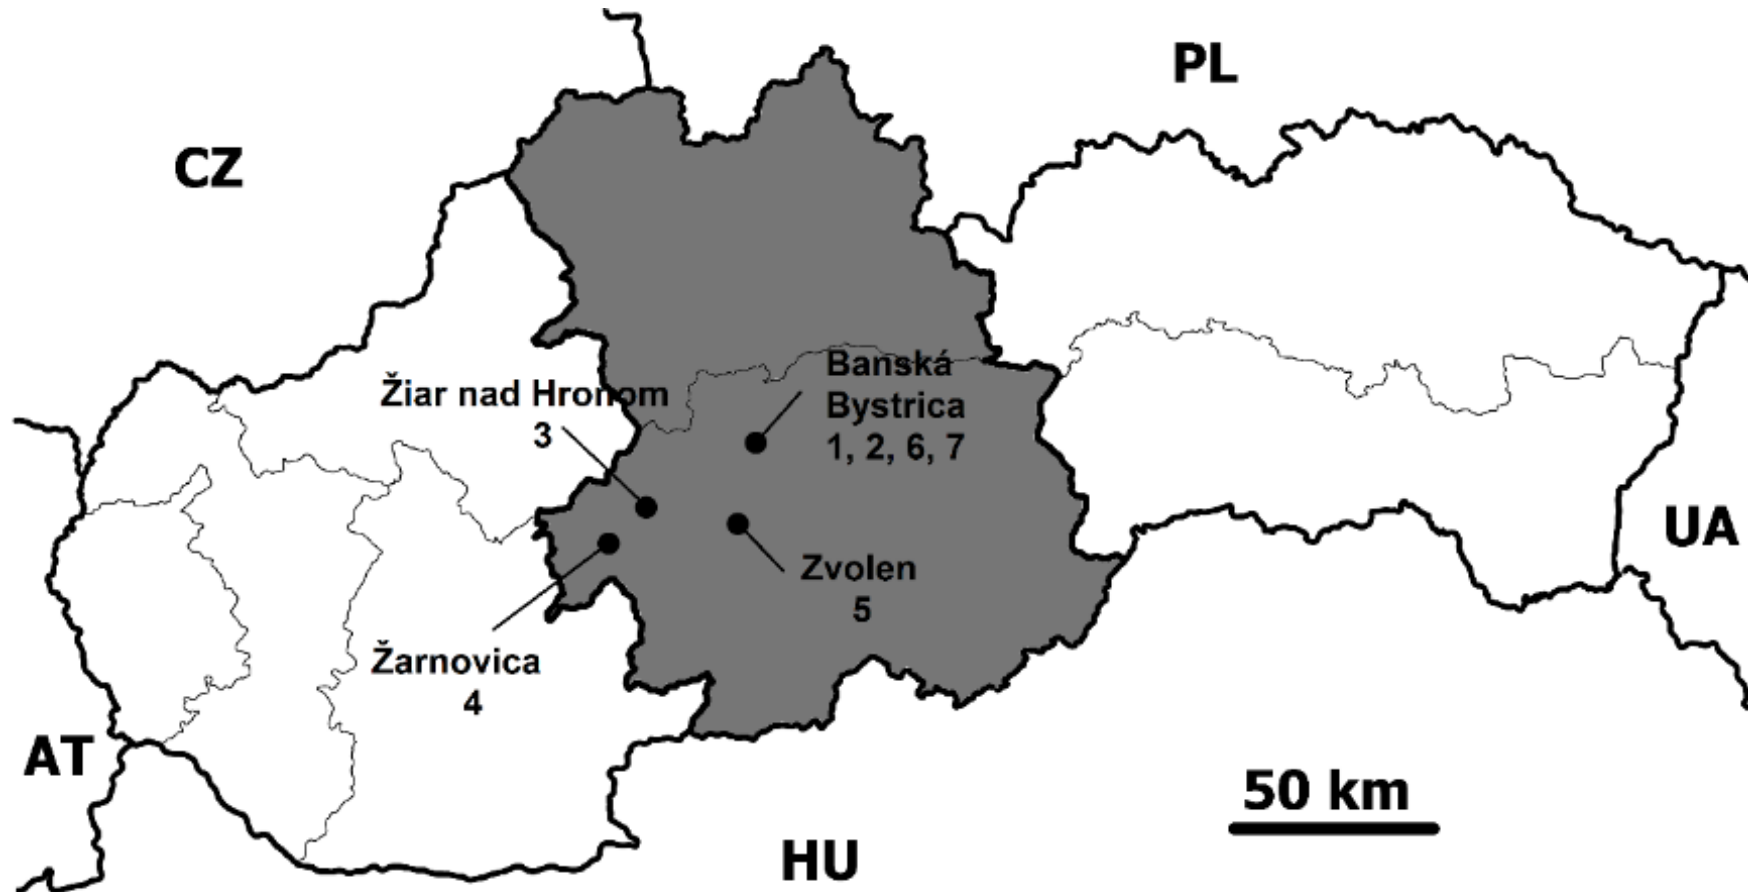 PL
CZ
Banská
Bystrica
1, 2, 6, 7
Žiar nad Hronom
3
UA
Zvolen
5
Žarnovica
4
AT
50 km
HU